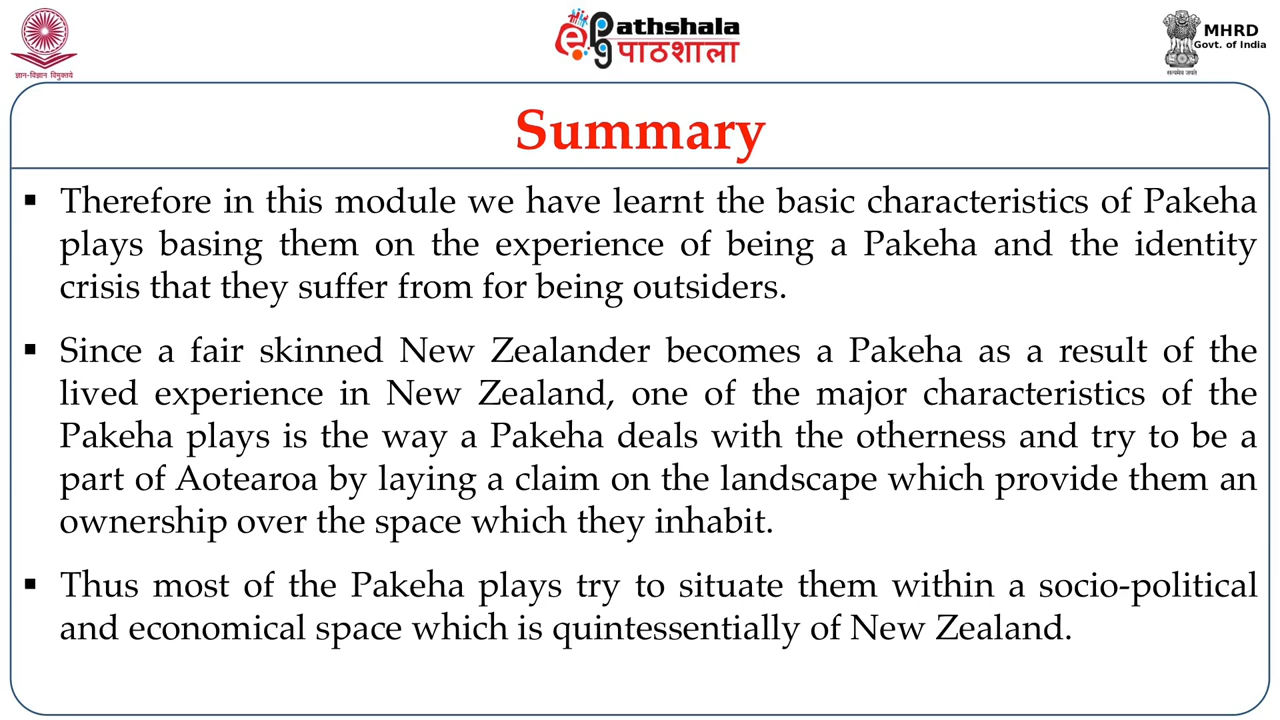 ePG Pathshala
पाठशाला
MHRD
Govt. of India
ज्ञान-विज्ञान विमुक्तये
सत्यमेव जयते
Summary
▪ Therefore in this module we have learnt the basic characteristics of Pakeha
plays basing them on the experience of being a Pakeha and the identity
crisis that they suffer from for being outsiders.
▪ Since a fair skinned New Zealander becomes a Pakeha as a result of the
lived experience in New Zealand, one of the major characteristics of the
Pakeha plays is the way a Pakeha deals with the otherness and try to be a
part of Aotearoa by laying a claim on the landscape which provide them an
ownership over the space which they inhabit.
▪ Thus most of the Pakeha plays try to situate them within a socio-political
and economical space which is quintessentially of New Zealand.